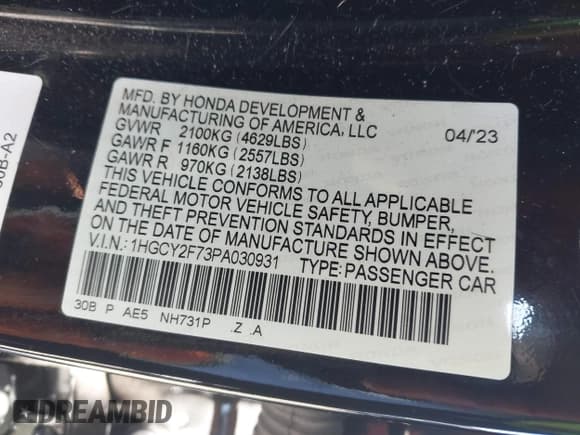 MFD. BY HONDA DEVELOPMENT &
MANUFACTURING OF AMERICA, LLC
04/23
GVWR 2100KG (4629LBS)
GAWR F 1160KG (2557LBS)
GAWR R 970KG (2138LBS)
THIS VEHICLE CONFORMS TO ALL APPLICABLE
FEDERAL MOTOR VEHICLE SAFETY, BUMPER,
AND THEFT PREVENTION STANDARDS IN EFFECT
ON THE DATE OF MANUFACTURE SHOWN ABOVE.
V.I.N.: 1HGCY2F73PA030931 TYPE: PASSENGER CAR
30B P AE5 NH731P .Z .A
30B-A2
DREAMBID